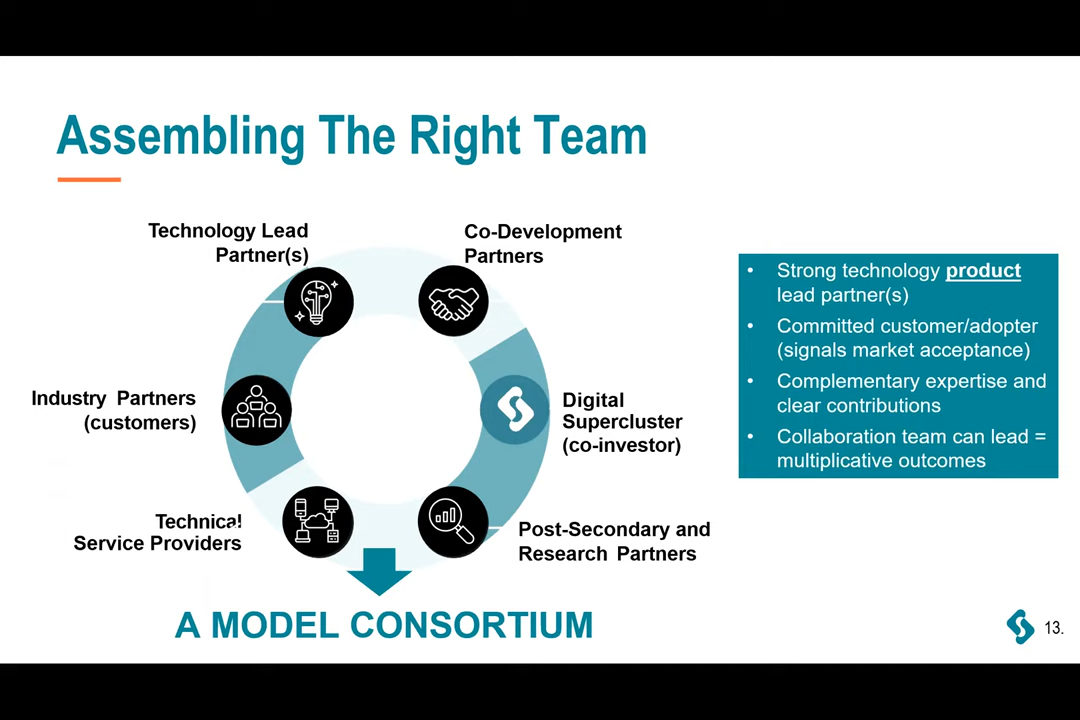 Assembling The Right Team
Technology Lead
Partner(s)
Co-Development
Partners
Industry Partners
(customers)
Digital
Supercluster
(co-investor)
Technical
Service Providers
Post-Secondary and
Research Partners
A MODEL CONSORTIUM
• Strong technology product
lead partner(s)
• Committed customer/adopter
(signals market acceptance)
• Complementary expertise and
clear contributions
• Collaboration team can lead =
multiplicative outcomes
13.